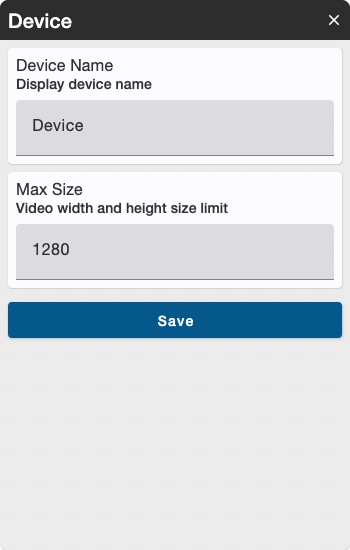 Device
Device Name
Display device name
Device
Max Size
Video width and height size limit
1280
Save